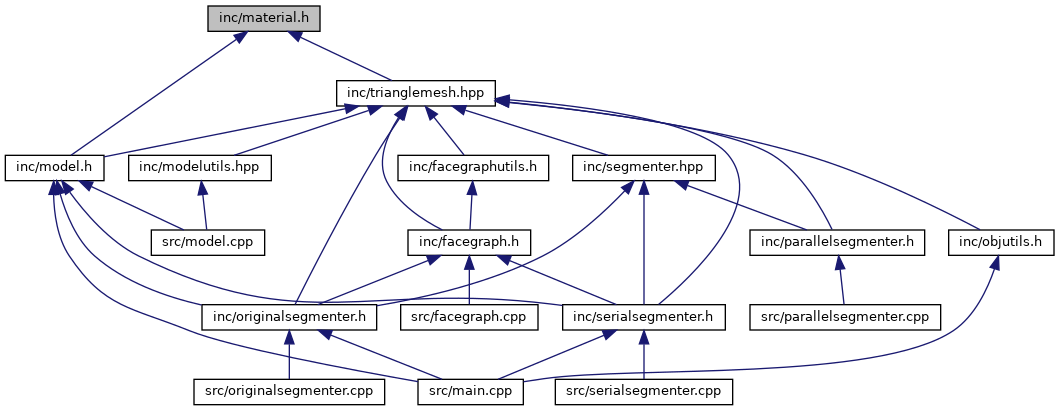 inc/material.h
inc/trianglemesh.hpp
inc/model.h
inc/modelutils.hpp
inc/facegraphutils.h
inc/segmenter.hpp
src/model.cpp
inc/facegraph.h
inc/parallelsegmenter.h
inc/objutils.h
inc/originalsegmenter.h
src/facegraph.cpp
inc/serialsegmenter.h
src/parallelsegmenter.cpp
src/originalsegmenter.cpp
src/main.cpp
src/serialsegmenter.cpp